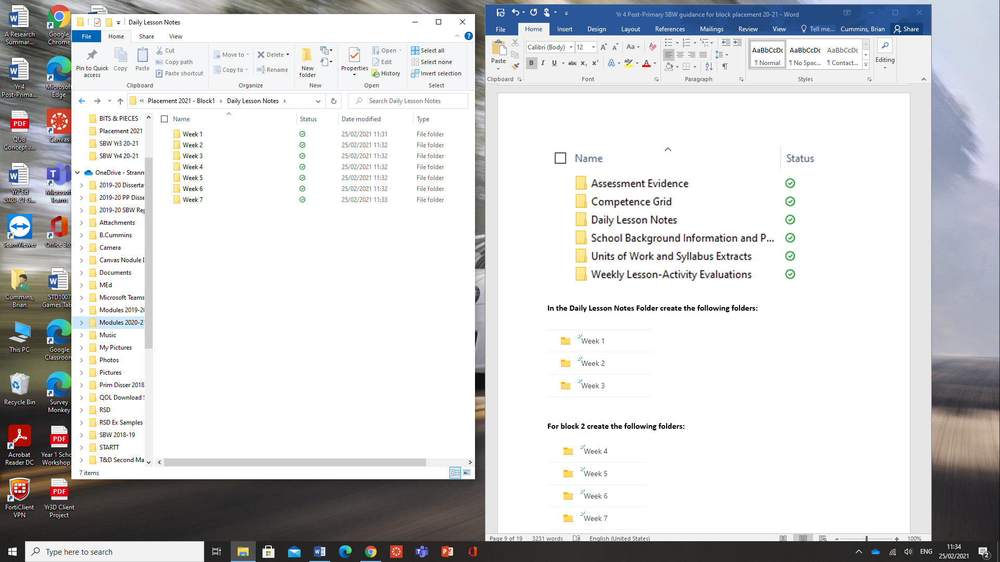 A Research Summar...
Google Chrome
Yr 4 Post-Prima...
Microsoft Edge
QUB Conceptu...
Canvas
Yr2 Ed 2020-21 G...
Microsoft Teams
TeamViewer
Office 365
Cummins, Brian
STD1007 Games Tab
This PC
Google Classroom
Recycle Bin
Survey Monkey
Acrobat Reader DC
Year 1 Scho Workshop
FortiClient VPN
Yr3D Client Project
Daily Lesson Notes
File Home Share View
Pin to Quick access
Copy
Paste
Cut
Copy path
Paste shortcut
Clipboard
Move to
Copy to
Delete
Rename
Organize
New folder
New
Properties
Open
Edit
History
Open
Select all
Select none
Invert selection
Select
« Placement 2021 - Block1 › Daily Lesson Notes ›
Search Daily Lesson Notes
BITS & PIECES
Placement 2021
SBW Yr3 20-21
SBW Yr4 20-21
OneDrive - Stranm
2019-20 Disserta
2019-20 PP Disse
2019-20 SBW Rep
Attachments
B.Cummins
Camera
Canvas Nodule D
Documents
MEd
Microsoft Teams
Modules 2019-20
Modules 2020-21
Music
My Pictures
Photos
Pictures
Prim Disser 2018
QOL Download S
RSD
RSD Ex Samples
SBW 2018-19
STARTT
T&D Second Ma
Name Status Date modified Type
Week 1 25/02/2021 11:31 File folder
Week 2 25/02/2021 11:32 File folder
Week 3 25/02/2021 11:32 File folder
Week 4 25/02/2021 11:32 File folder
Week 5 25/02/2021 11:32 File folder
Week 6 25/02/2021 11:32 File folder
Week 7 25/02/2021 11:33 File folder
7 items
Yr 4 Post-Primary SBW guidance for block placement 20-21 - Word
File Home Insert Design Layout References Mailings Review View Tell me... Cummins, Brian Share
Paste
Clipboard
Calibri (Body) 12
A A Aa
B I U abc x₂ x²
A A
Font
Paragraph
AaBbCcDc AaBbCcDc AaBbCcDc
¶ Normal ¶ No Spac... ¶ Contact...
Styles
Editing
Name Status
Assessment Evidence
Competence Grid
Daily Lesson Notes
School Background Information and P...
Units of Work and Syllabus Extracts
Weekly Lesson-Activity Evaluations
In the Daily Lesson Notes Folder create the following folders:
Week 1
Week 2
Week 3
For block 2 create the following folders:
Week 4
Week 5
Week 6
Week 7
Page 9 of 19 3231 words English (United States) 100%
Type here to search
ENG
11:34
25/02/2021
2